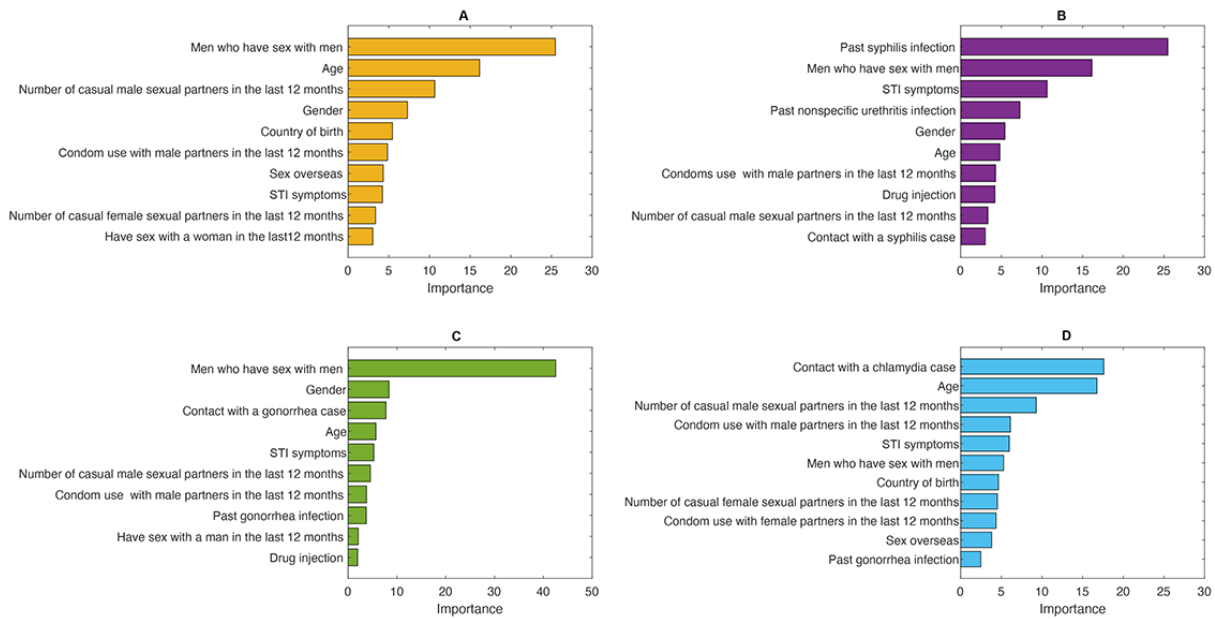 A
Men who have sex with men
Age
Number of casual male sexual partners in the last 12 months
Gender
Country of birth
Condom use with male partners in the last 12 months
Sex overseas
STI symptoms
Number of casual female sexual partners in the last 12 months
Have sex with a woman in the last12 months
0 5 10 15 20 25 30
Importance
B
Past syphilis infection
Men who have sex with men
STI symptoms
Past nonspecific urethritis infection
Gender
Age
Condoms use  with male partners in the last 12 months
Drug injection
Number of casual male sexual partners in the last 12 months
Contact with a syphilis case
0 5 10 15 20 25 30
Importance
C
Men who have sex with men
Gender
Contact with a gonorrhea case
Age
STI symptoms
Number of casual male sexual partners in the last 12 months
Condom use  with male partners in the last 12 months
Past gonorrhea infection
Have sex with a man in the last 12 months
Drug injection
0 10 20 30 40 50
Importance
D
Contact with a chlamydia case
Age
Number of casual male sexual partners in the last 12 months
Condom use with male partners in the last 12 months
STI symptoms
Men who have sex with men
Country of birth
Number of casual female sexual partners in the last 12 months
Condom use with female partners in the last 12 months
Sex overseas
Past gonorrhea infection
0 5 10 15 20 25 30
Importance